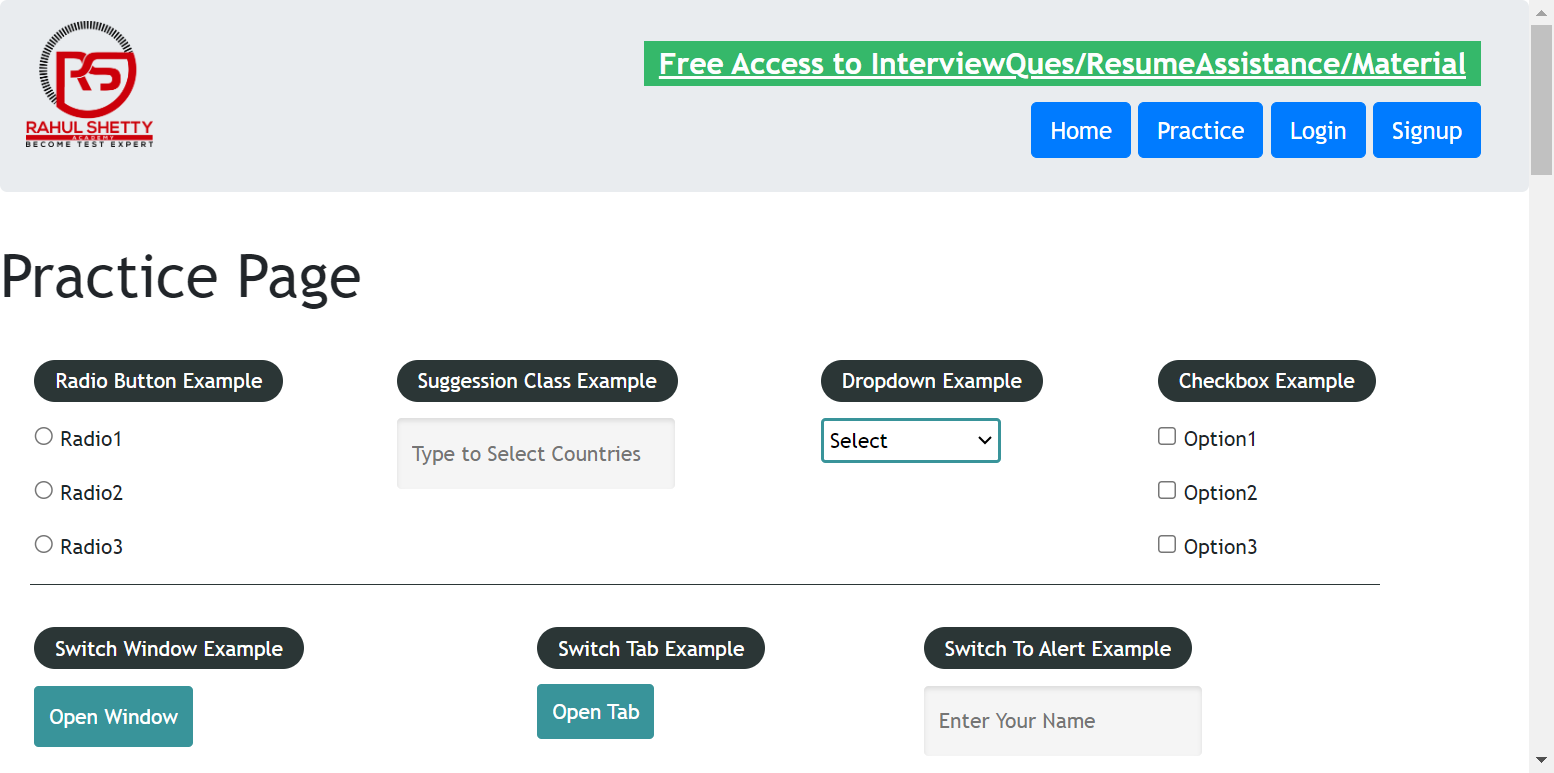 RS
RAHUL SHETTY
ACADEMY
BECOME TEST EXPERT
Free Access to InterviewQues/ResumeAssistance/Material
Home Practice Login Signup
Practice Page
Radio Button Example
Radio1
Radio2
Radio3
Suggession Class Example
Type to Select Countries
Dropdown Example
Select
Checkbox Example
Option1
Option2
Option3
Switch Window Example
Open Window
Switch Tab Example
Open Tab
Switch To Alert Example
Enter Your Name